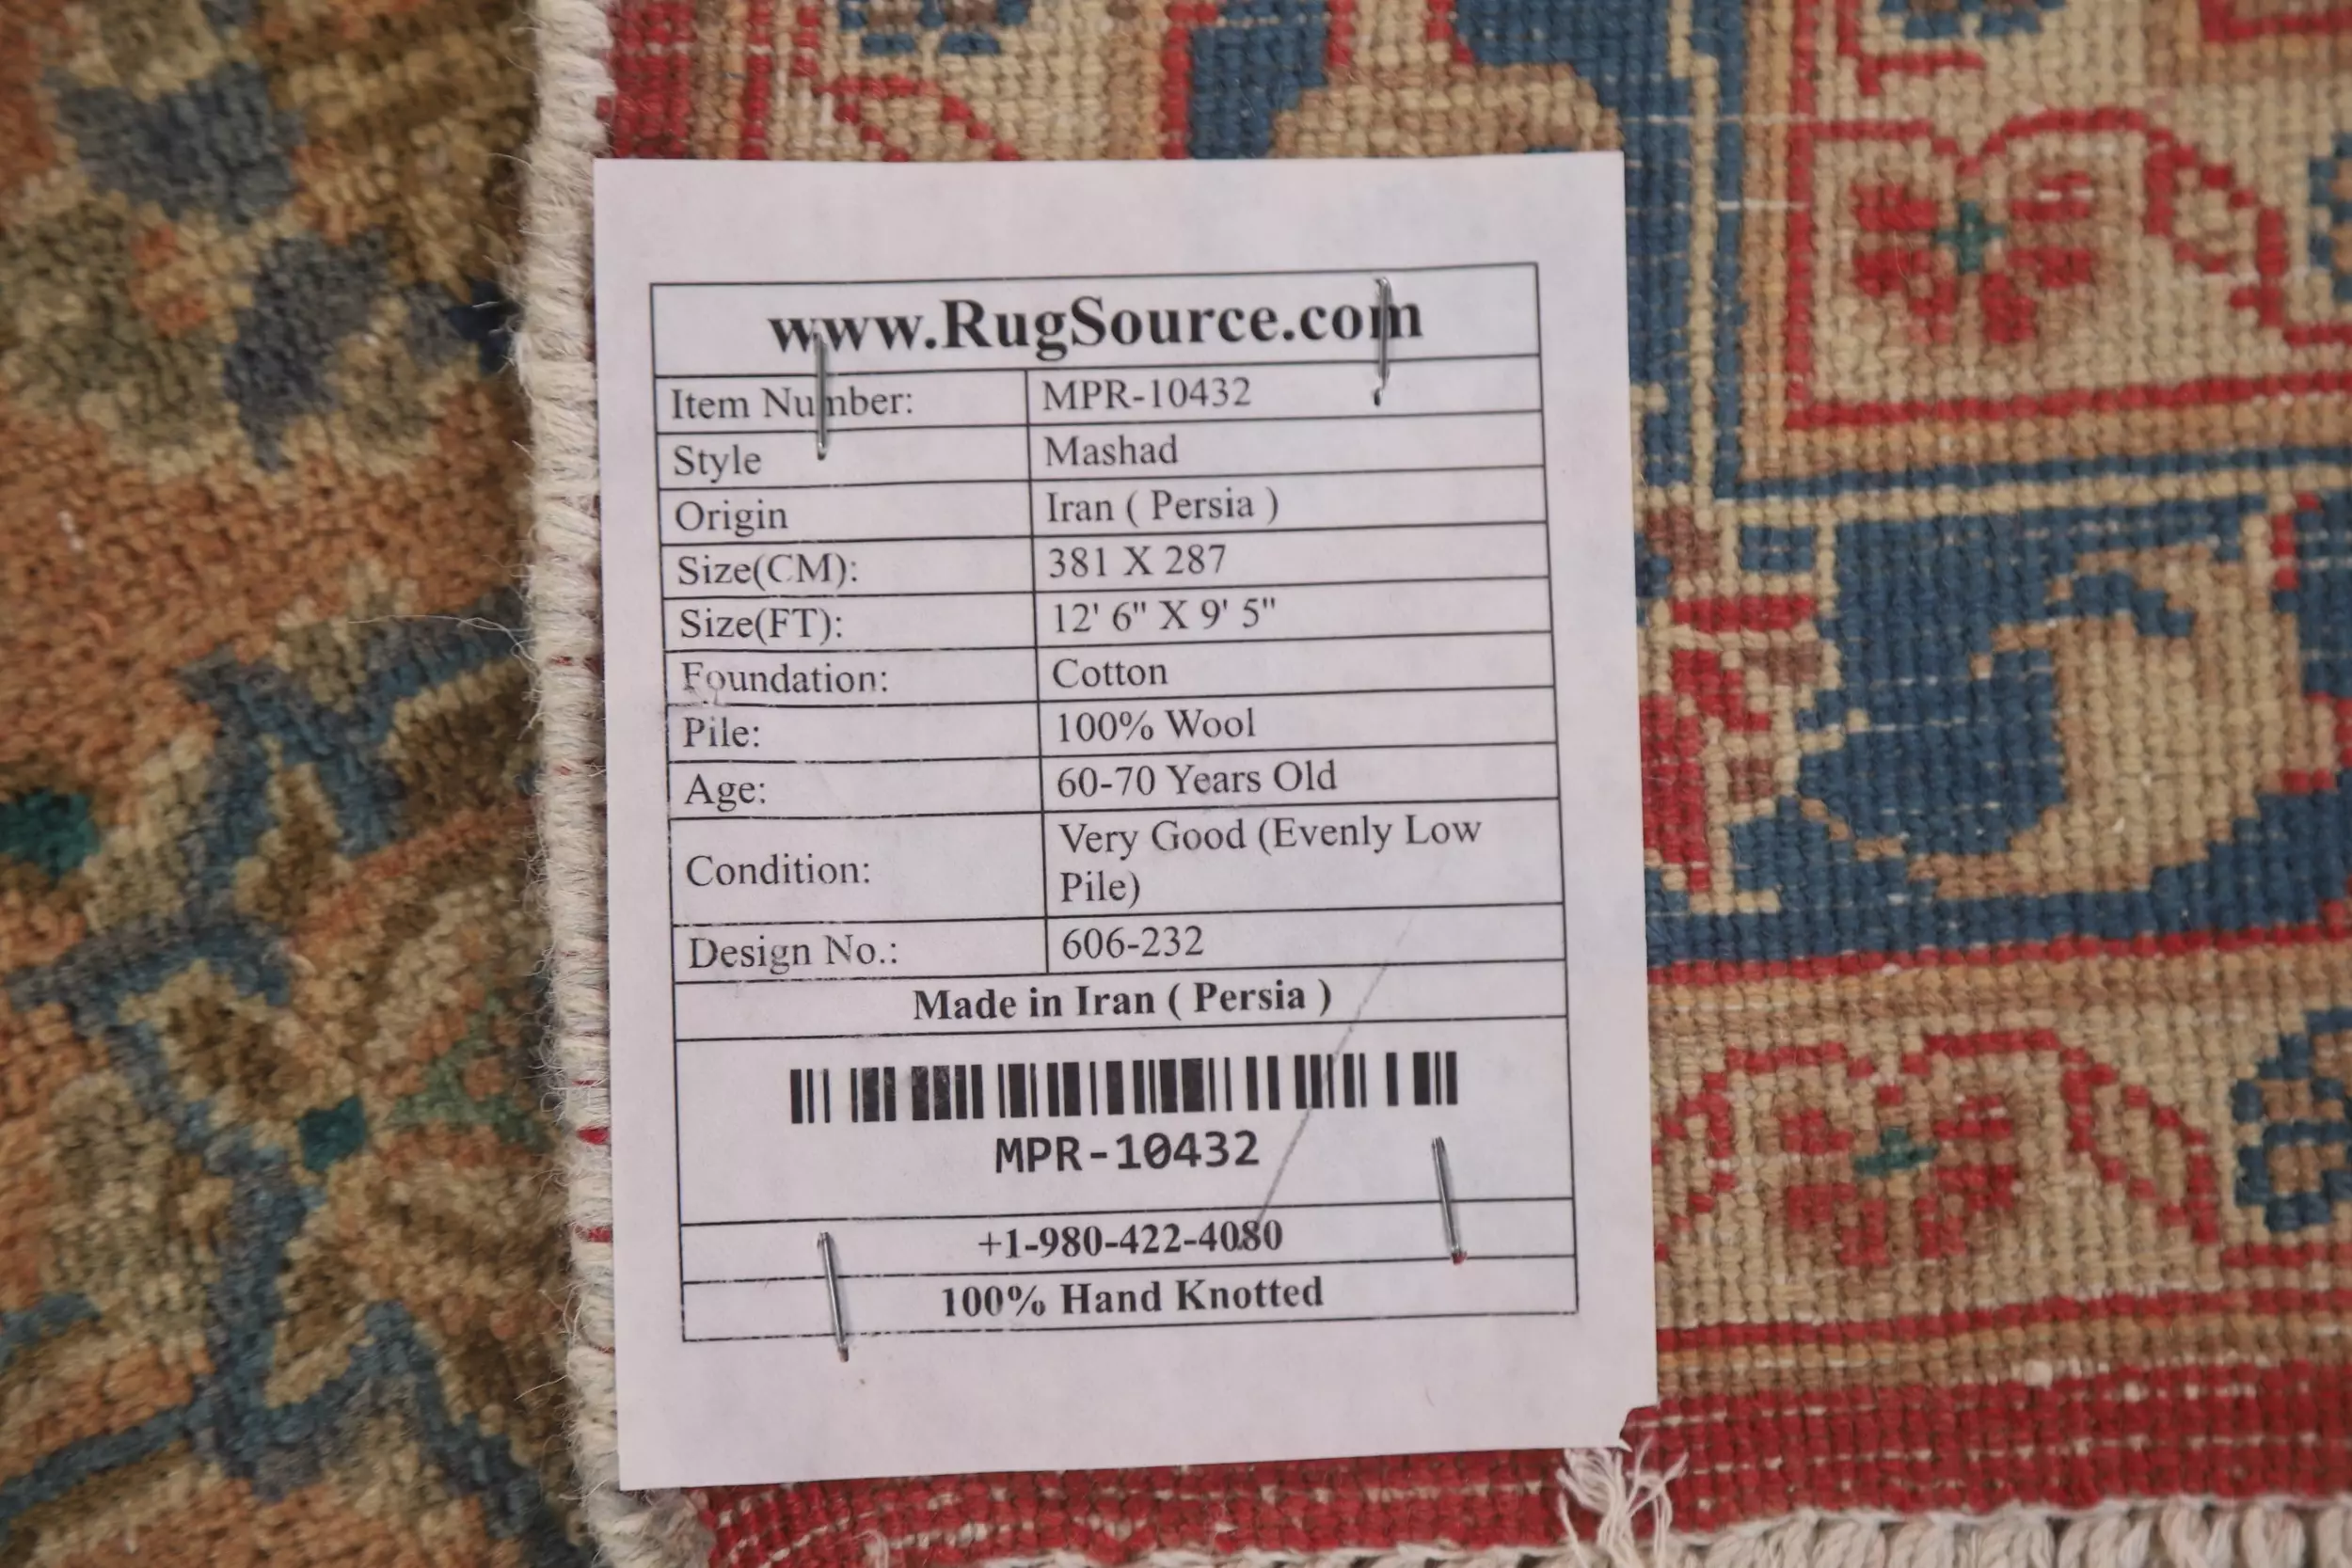 www.RugSource.com
Item Number: MPR-10432
Style Mashad
Origin Iran ( Persia )
Size(CM): 381 X 287
Size(FT): 12' 6" X 9' 5"
Foundation: Cotton
Pile: 100% Wool
Age: 60-70 Years Old
Condition: Very Good (Evenly Low
Pile)
Design No.: 606-232
Made in Iran ( Persia )
MPR-10432
+1-980-422-4080
100% Hand Knotted